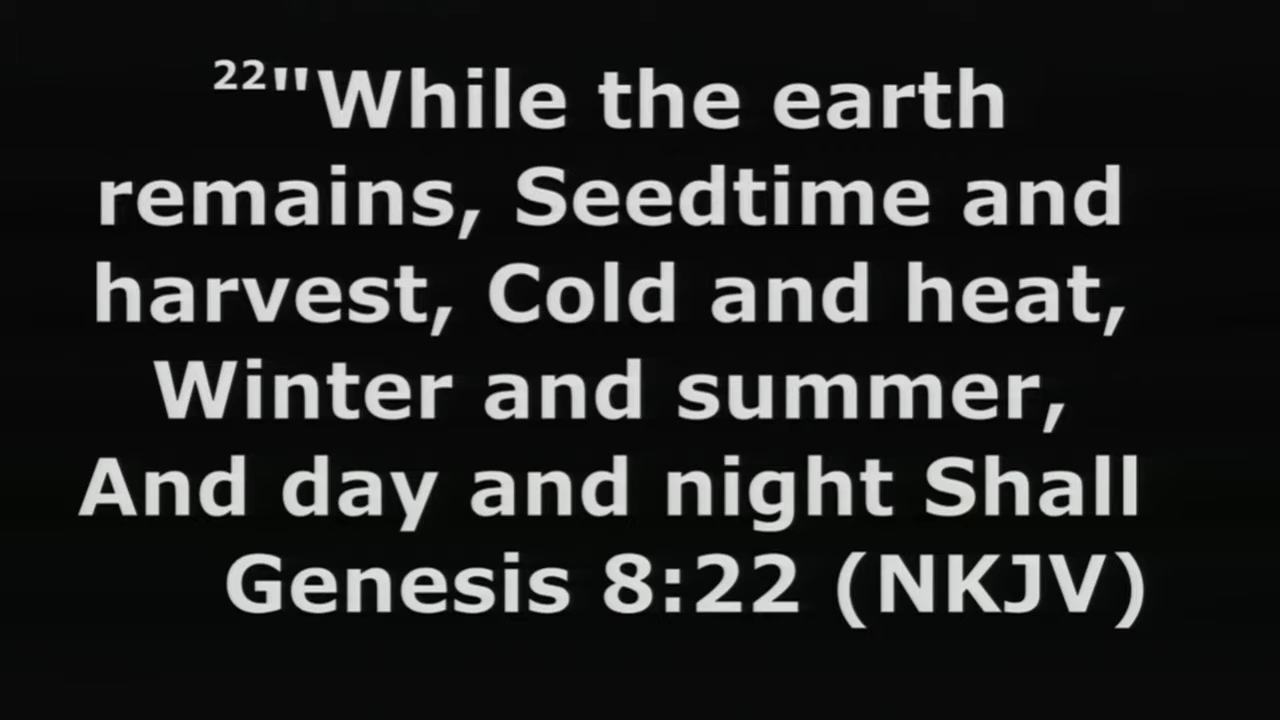 22"While the earth
remains, Seedtime and
harvest, Cold and heat,
Winter and summer,
And day and night Shall
Genesis 8:22 (NKJV)